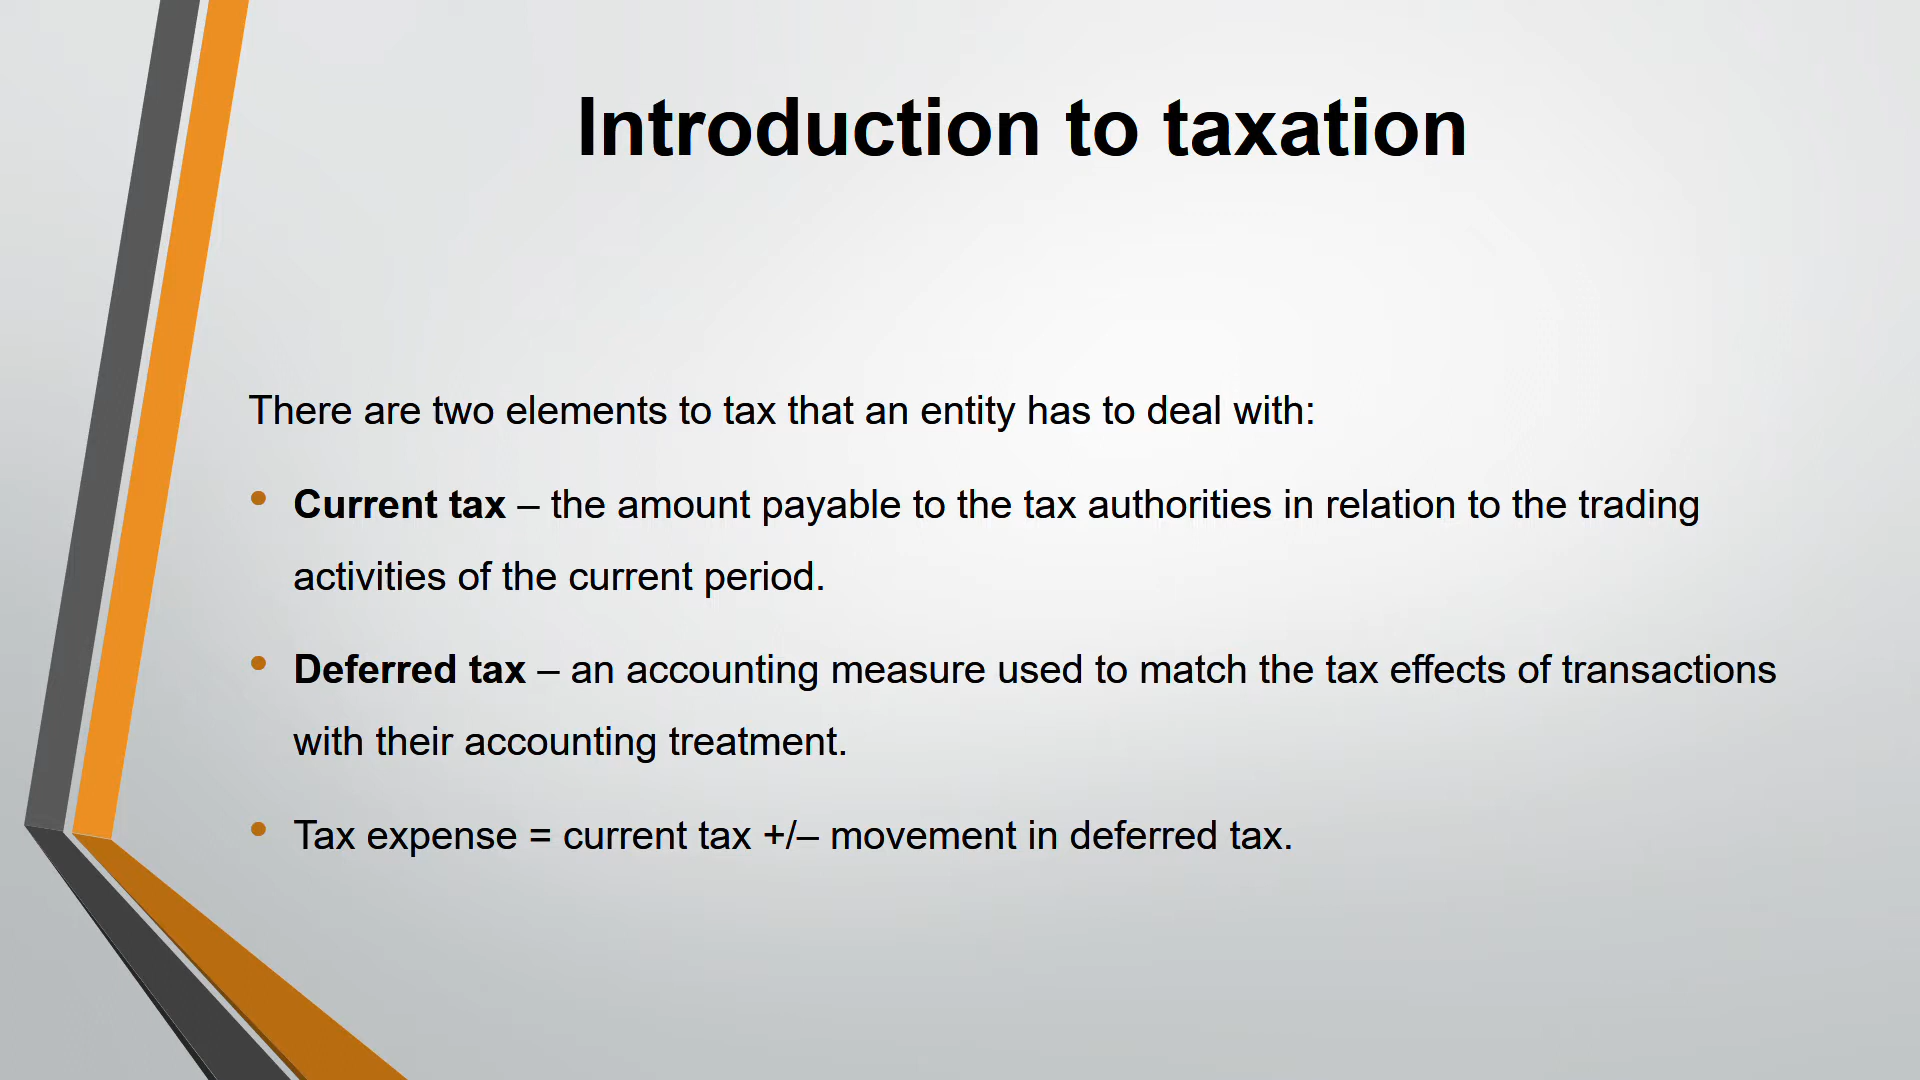 Introduction to taxation
There are two elements to tax that an entity has to deal with:
• Current tax – the amount payable to the tax authorities in relation to the trading
activities of the current period.
• Deferred tax – an accounting measure used to match the tax effects of transactions
with their accounting treatment.
• Tax expense = current tax +/– movement in deferred tax.